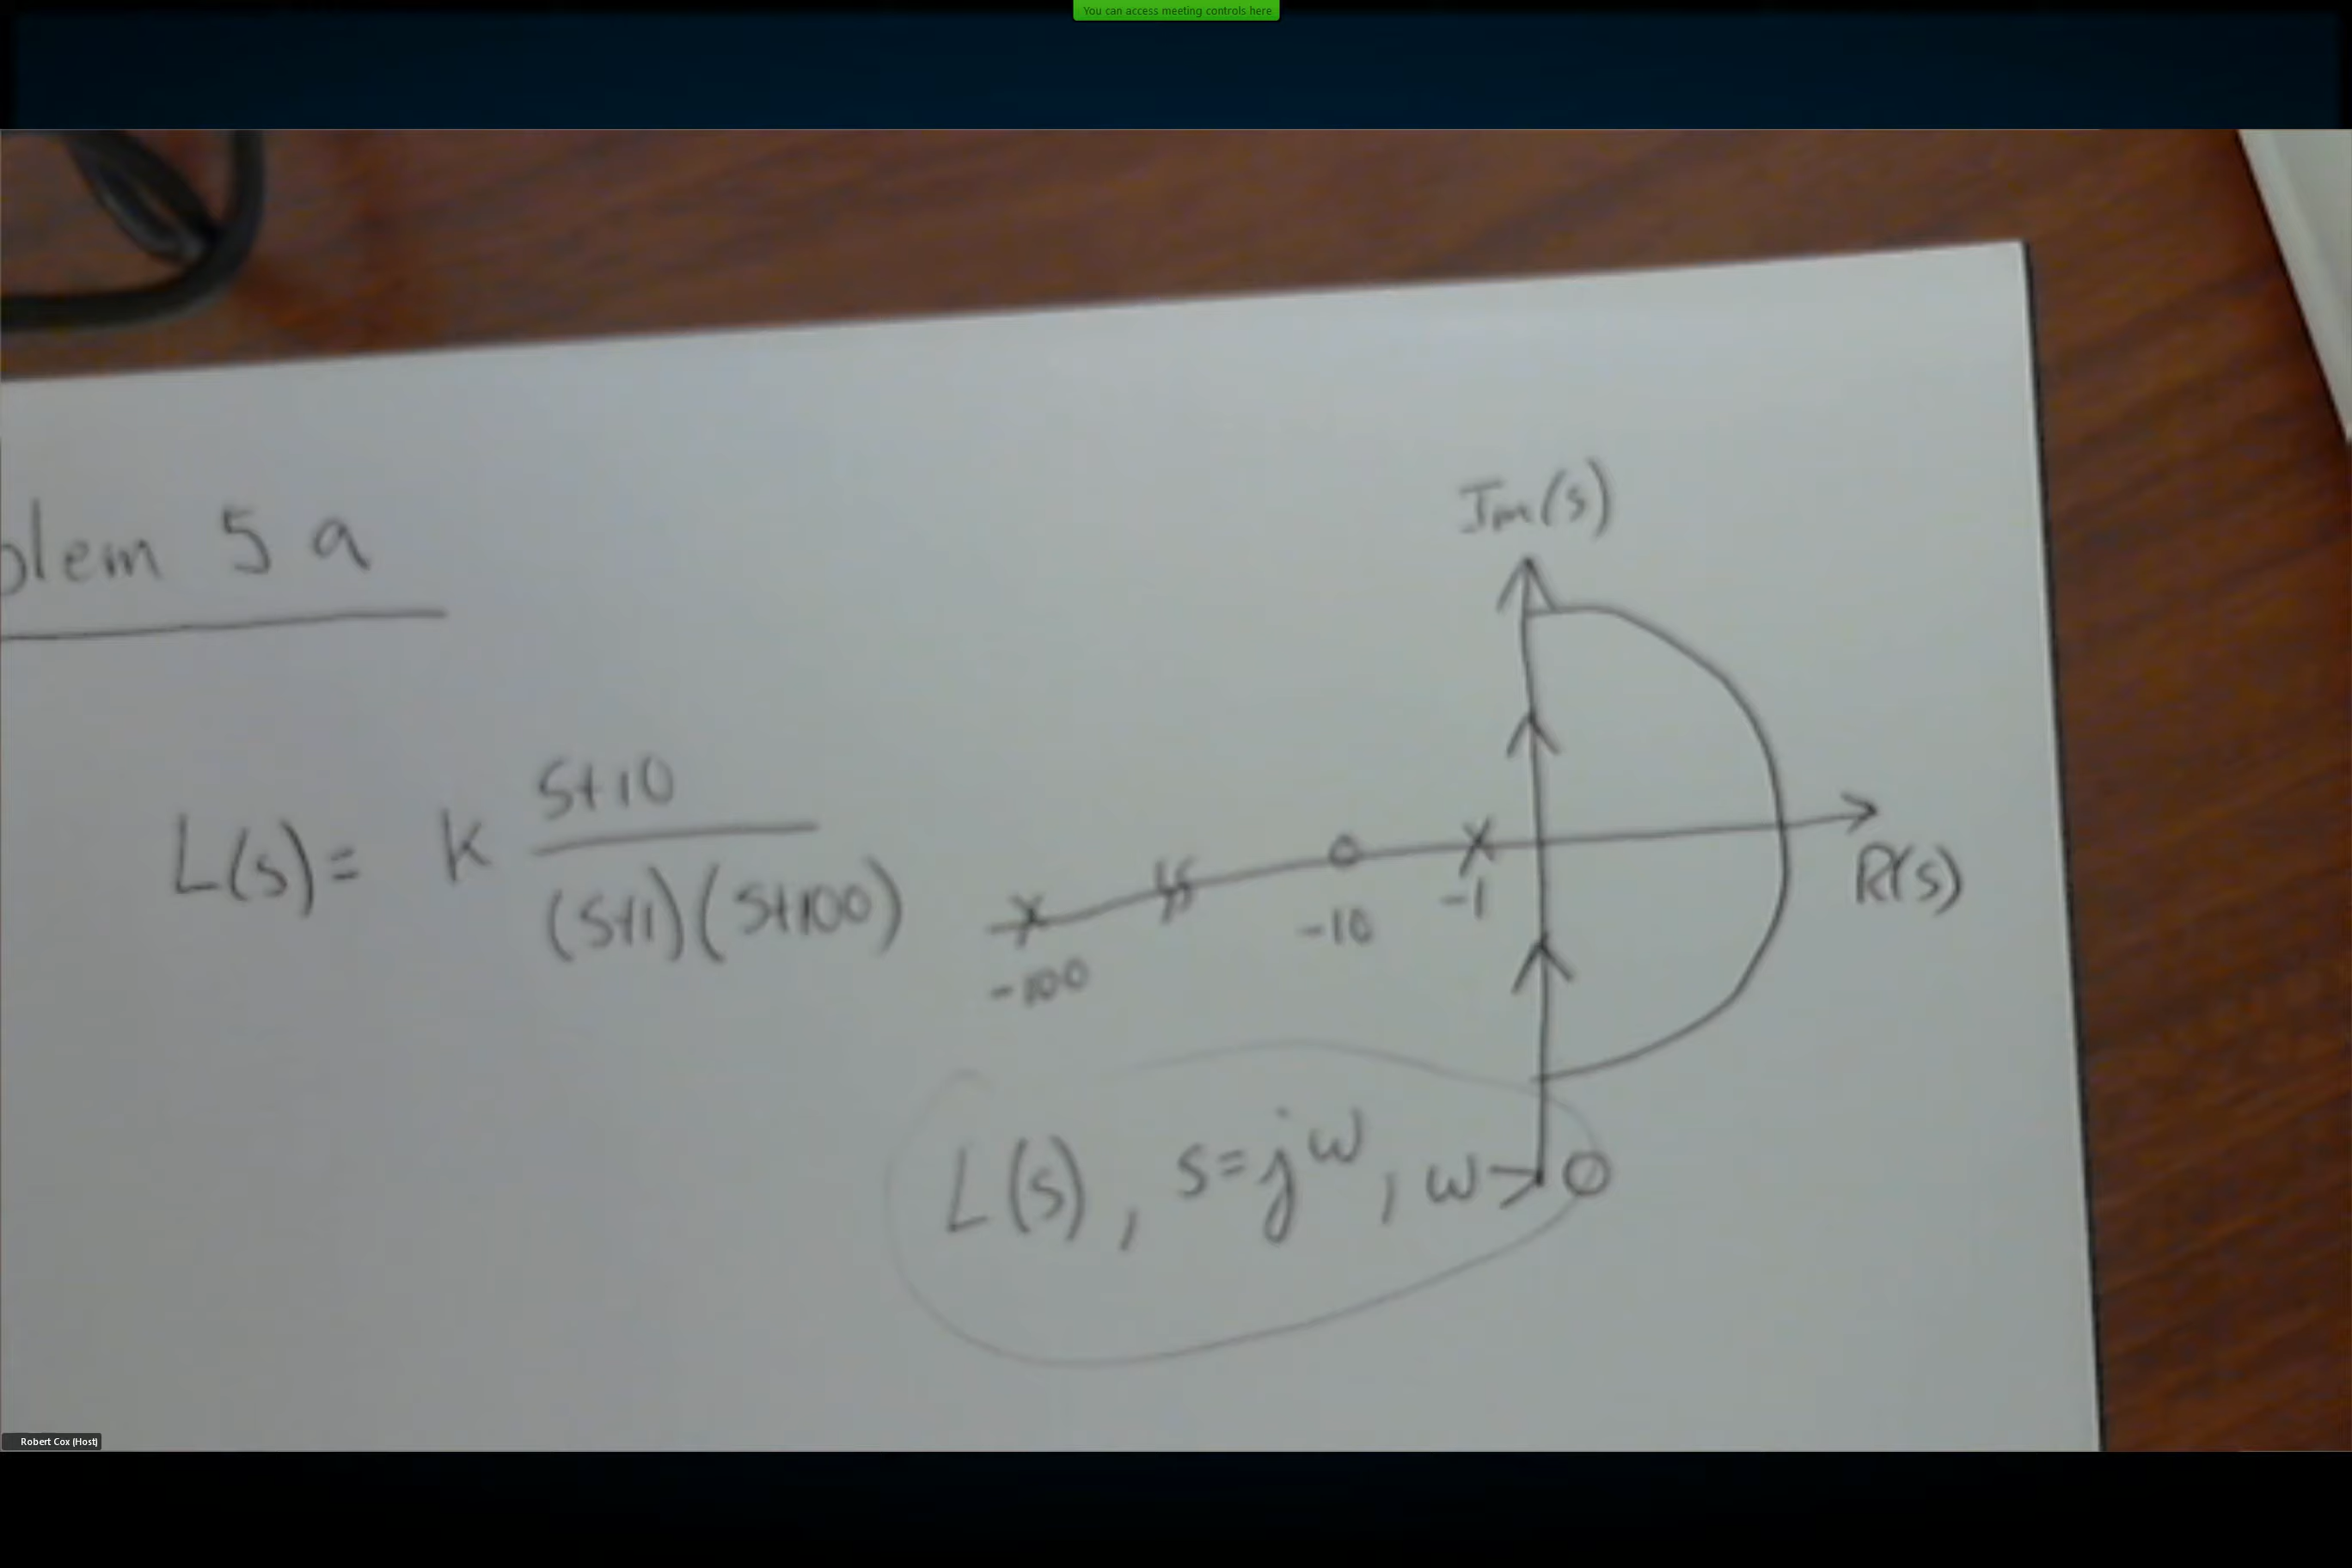 You can access meeting controls here
Im(s)
olem 5 a
S+10
L(s)= k
(S+1)(S+100)
R(s)
-1
-10
-100
L(s), s=jω, ω>0
Robert Cox (Host)